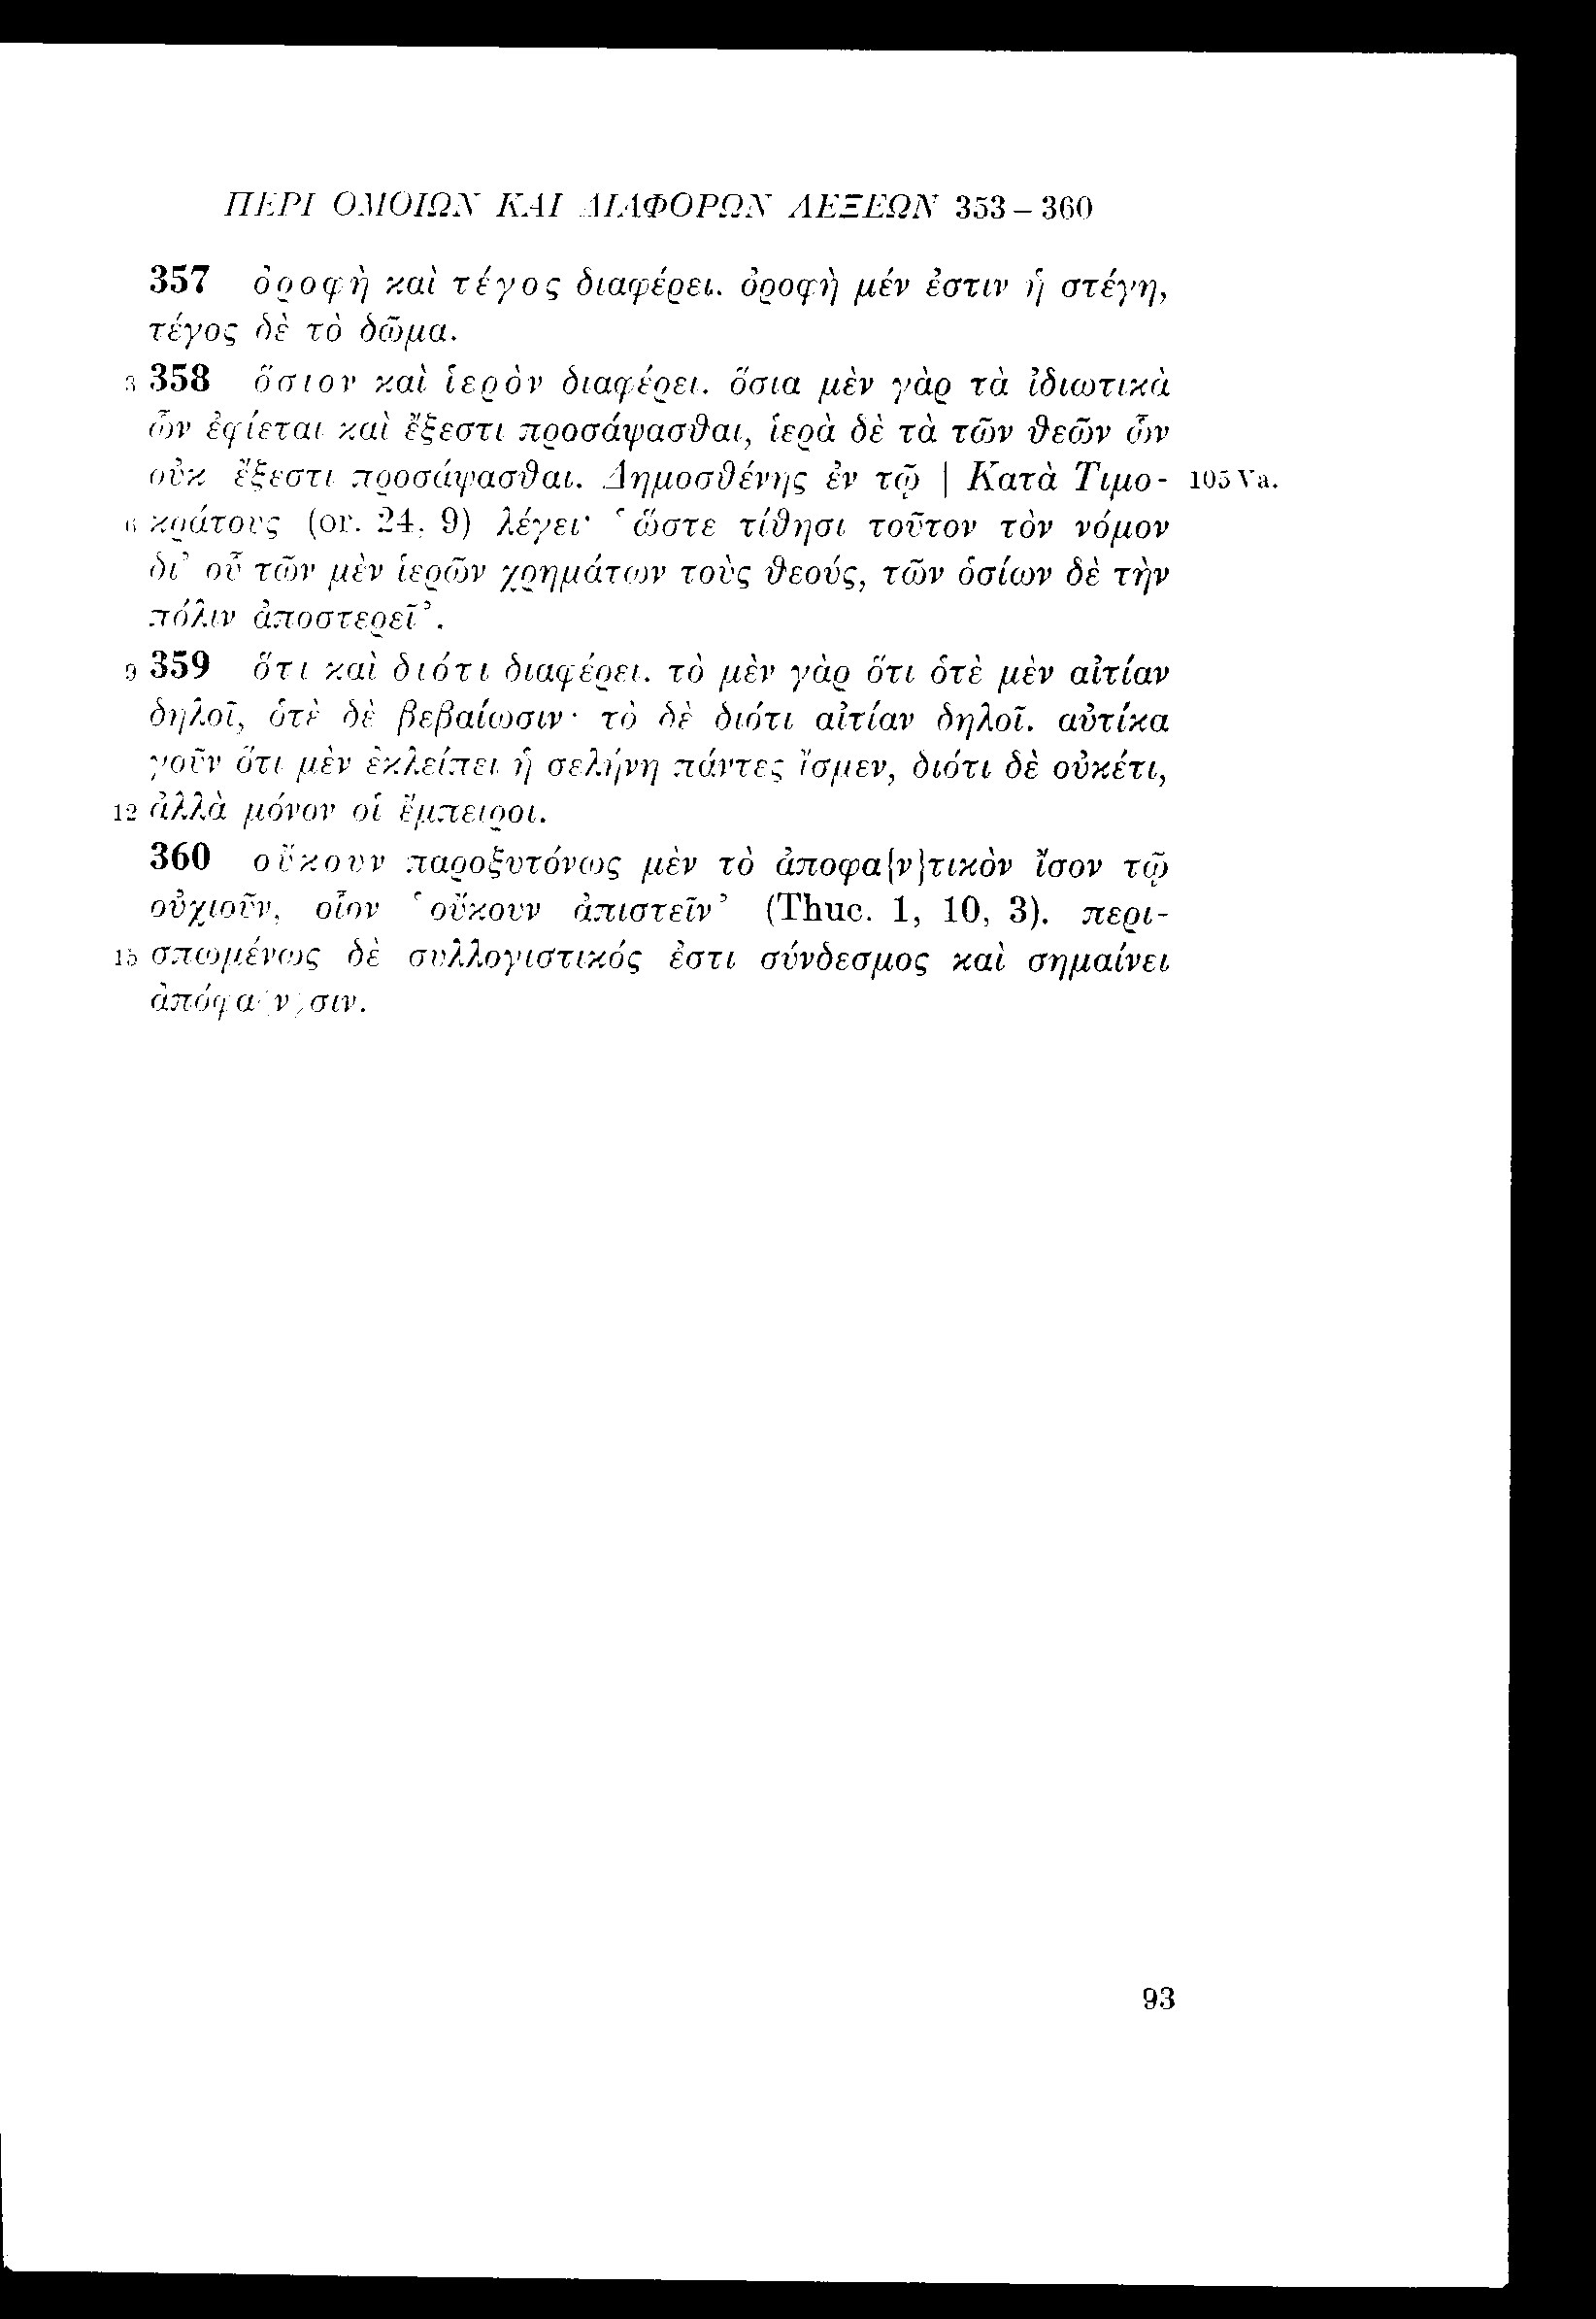 ΠΕΡΙ ΟΜΟΙΩΝ ΚΑΙ ΔΙΑΦΟΡΩΝ ΛΕΞΕΩΝ 353 – 360
357 ὀροφὴ καὶ τέγος διαφέρει. ὀροφὴ μέν ἐστιν ἡ στέγη,
τέγος δὲ τὸ δῶμα.
3 358 ὅσιον καὶ ἱερὸν διαφέρει. ὅσια μὲν γὰρ τὰ ἰδιωτικὰ
ὧν ἐφίεται καὶ ἔξεστι προσάψασθαι, ἱερὰ δὲ τὰ τῶν θεῶν ὧν
οὐκ ἔξεστι προσάψασθαι. Δημοσθένης ἐν τῷ | Κατὰ Τιμο- 105 Va.
6 κράτους (or. 24, 9) λέγει· ‘ὥστε τίθησι τοῦτον τὸν νόμον
δι’ οὗ τῶν μὲν ἱερῶν χρημάτων τοὺς θεούς, τῶν ὁσίων δὲ τὴν
πόλιν ἀποστερεῖ’.
9 359 ὅτι καὶ διότι διαφέρει. τὸ μὲν γὰρ ὅτι ὁτὲ μὲν αἰτίαν
δηλοῖ, ὁτὲ δὲ βεβαίωσιν· τὸ δὲ διότι αἰτίαν δηλοῖ. αὐτίκα
γοῦν ὅτι μὲν ἐκλείπει ἡ σελήνη πάντες ἴσμεν, διότι δὲ οὐκέτι,
12 ἀλλὰ μόνον οἱ ἔμπειροι.
360 οὔκουν παροξυτόνως μὲν τὸ ἀποφα{ν}τικὸν ἴσον τῷ
οὐχιοῦν, οἷον ‘οὔκουν ἀπιστεῖν’ (Thuc. 1, 10, 3). περι-
15 σπωμένως δὲ συλλογιστικός ἐστι σύνδεσμος καὶ σημαίνει
ἀπόφα{ν}σιν.
93